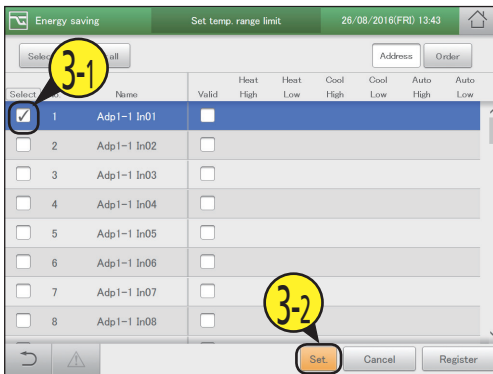 Energy saving Set temp. range limit 26/08/2016(FRI) 13:43
3-1
all Address Order
Heat Heat Cool Cool Auto Auto
Select Name Valid High Low High Low High Low
1 Adp1-1 In01
2 Adp1-1 In02
3 Adp1-1 In03
4 Adp1-1 In04
5 Adp1-1 In05
6 Adp1-1 In06
7 Adp1-1 In07
8 Adp1-1 In08
3-2
Set. Cancel Register